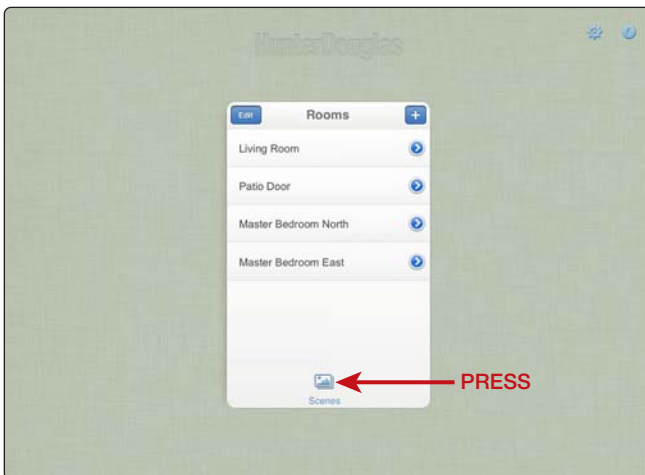 HunterDouglas
Edit Rooms +
Living Room
Patio Door
Master Bedroom North
Master Bedroom East
PRESS
Scenes